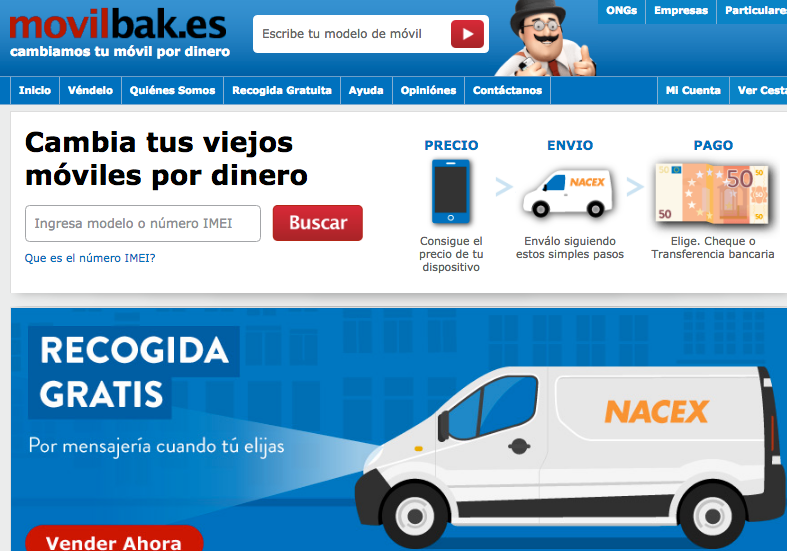 movilbak.es
cambiamos tu móvil por dinero
Escribe tu modelo de móvil
ONGs Empresas Particulare
Inicio Véndelo Quiénes Somos Recogida Gratuita Ayuda Opiniónes Contáctanos Mi Cuenta Ver Cesta
Cambia tus viejos
móviles por dinero
Ingresa modelo o número IMEI Buscar
Que es el número IMEI?
PRECIO ENVIO PAGO
NACEX
50
50 50
Consigue el
precio de tu
dispositivo
Enválo siguiendo
estos simples pasos
Elige. Cheque o
Transferencia bancaria
RECOGIDA
GRATIS
Por mensajería cuando tú elijas
NACEX
Vender Ahora